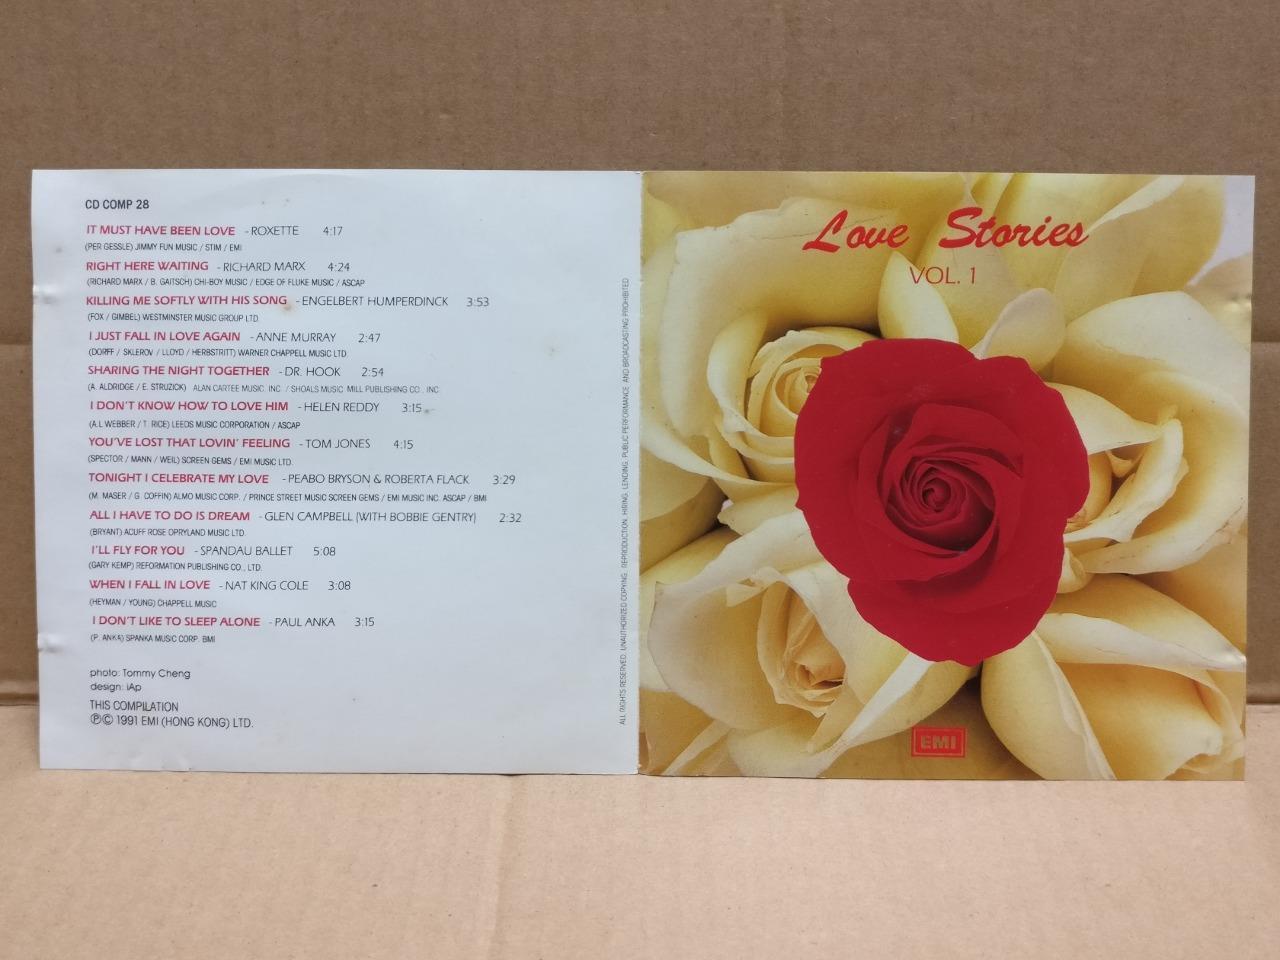 CD COMP 28
IT MUST HAVE BEEN LOVE - ROXETTE 4:17
(PER GESSLE) JIMMY FUN MUSIC / STIM / EMI
RIGHT HERE WAITING - RICHARD MARX 4:24
(RICHARD MARX / B. GAITSCH) CHI-BOY MUSIC / EDGE OF FLUKE MUSIC / ASCAP
KILLING ME SOFTLY WITH HIS SONG - ENGELBERT HUMPERDINCK 3:53
(FOX / GIMBEL) WESTMINSTER MUSIC GROUP LTD.
I JUST FALL IN LOVE AGAIN - ANNE MURRAY 2:47
(DORFF / SKLEROV / LLOYD / HERBSTRITT) WARNER CHAPPELL MUSIC LTD.
SHARING THE NIGHT TOGETHER - DR. HOOK 2:54
(A. ALDRIDGE / E. STRUZICK) ALAN CARTEE MUSIC. INC. / SHOALS MUSIC MILL PUBLISHING CO., INC.
I DON'T KNOW HOW TO LOVE HIM - HELEN REDDY 3:15
(A.L WEBBER / T. RICE) LEEDS MUSIC CORPORATION / ASCAP
YOU'VE LOST THAT LOVIN' FEELING - TOM JONES 4:15
(SPECTOR / MANN / WEIL) SCREEN GEMS / EMI MUSIC LTD.
TONIGHT I CELEBRATE MY LOVE - PEABO BRYSON & ROBERTA FLACK 3:29
(M. MASER / G. COFFIN) ALMO MUSIC CORP. / PRINCE STREET MUSIC SCREEN GEMS / EMI MUSIC INC. ASCAP / BMI
ALL I HAVE TO DO IS DREAM - GLEN CAMPBELL (WITH BOBBIE GENTRY) 2:32
(BRYANT) ACUFF ROSE OPRYLAND MUSIC LTD.
I'LL FLY FOR YOU - SPANDAU BALLET 5:08
(GARY KEMP) REFORMATION PUBLISHING CO., LTD.
WHEN I FALL IN LOVE - NAT KING COLE 3:08
(HEYMAN / YOUNG) CHAPPELL MUSIC
I DON'T LIKE TO SLEEP ALONE - PAUL ANKA 3:15
(P. ANKA) SPANKA MUSIC CORP. BMI
photo: Tommy Cheng
design: iAp
THIS COMPILATION
Ⓟ© 1991 EMI (HONG KONG) LTD.
ALL RIGHTS RESERVED. UNAUTHORIZED COPYING, REPRODUCTION, HIRING, LENDING, PUBLIC PERFORMANCE AND BROADCASTING PROHIBITED
Love Stories
VOL. 1
EMI